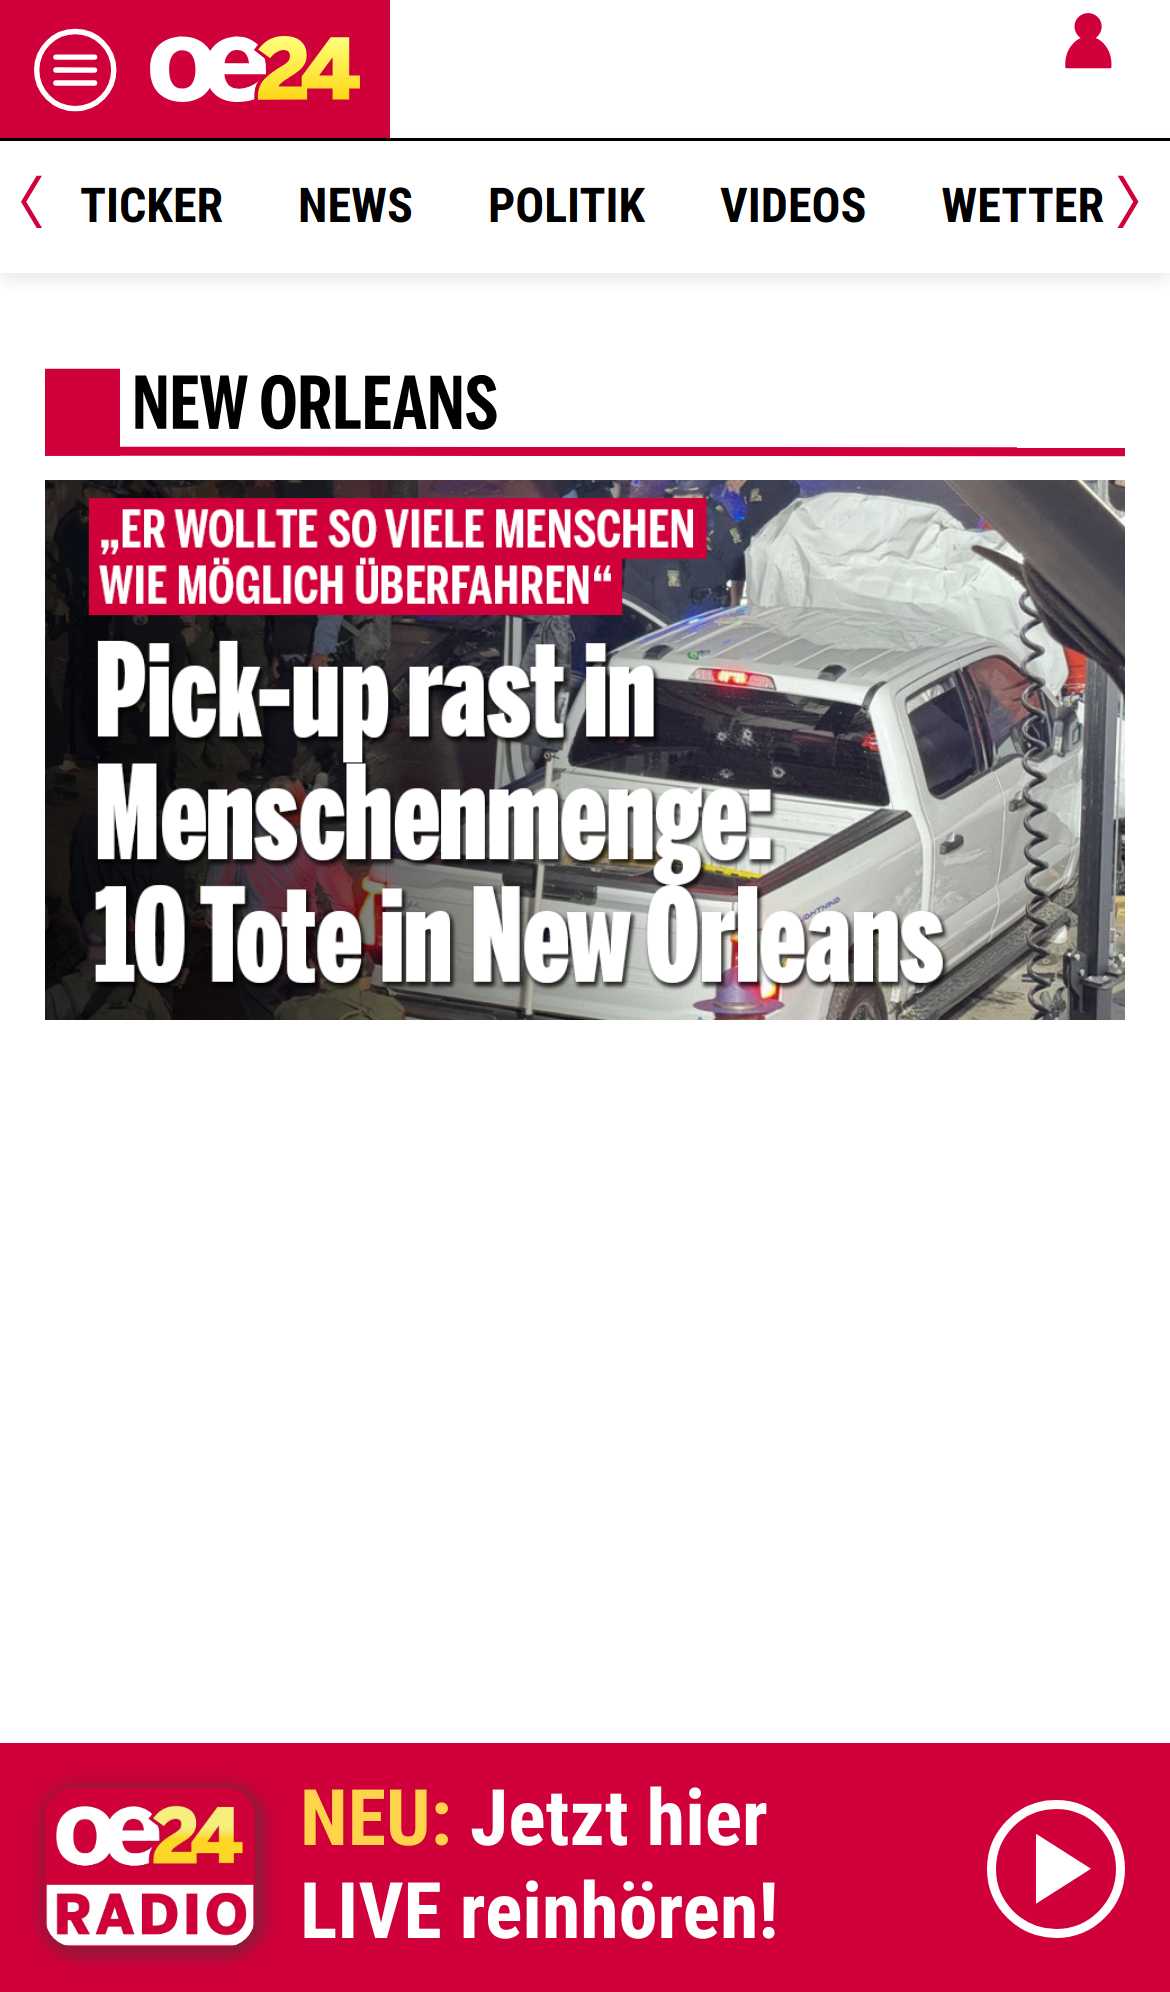 oe24
TICKER NEWS POLITIK VIDEOS WETTER
NEW ORLEANS
„ER WOLLTE SO VIELE MENSCHEN
WIE MÖGLICH ÜBERFAHREN“
Pick-up rast in
Menschenmenge:
10 Tote in New Orleans
LIGHTNING
oe24
RADIO
NEU: Jetzt hier
LIVE reinhören!